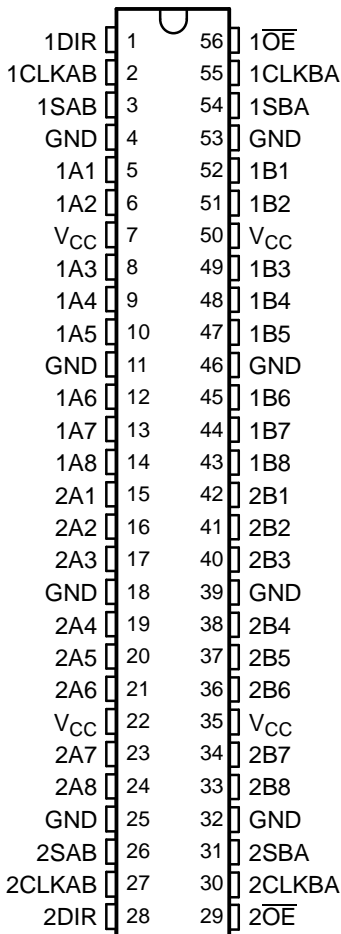 1DIR 1 56 1O̅E̅
1CLKAB 2 55 1CLKBA
1SAB 3 54 1SBA
GND 4 53 GND
1A1 5 52 1B1
1A2 6 51 1B2
VCC 7 50 VCC
1A3 8 49 1B3
1A4 9 48 1B4
1A5 10 47 1B5
GND 11 46 GND
1A6 12 45 1B6
1A7 13 44 1B7
1A8 14 43 1B8
2A1 15 42 2B1
2A2 16 41 2B2
2A3 17 40 2B3
GND 18 39 GND
2A4 19 38 2B4
2A5 20 37 2B5
2A6 21 36 2B6
VCC 22 35 VCC
2A7 23 34 2B7
2A8 24 33 2B8
GND 25 32 GND
2SAB 26 31 2SBA
2CLKAB 27 30 2CLKBA
2DIR 28 29 2O̅E̅